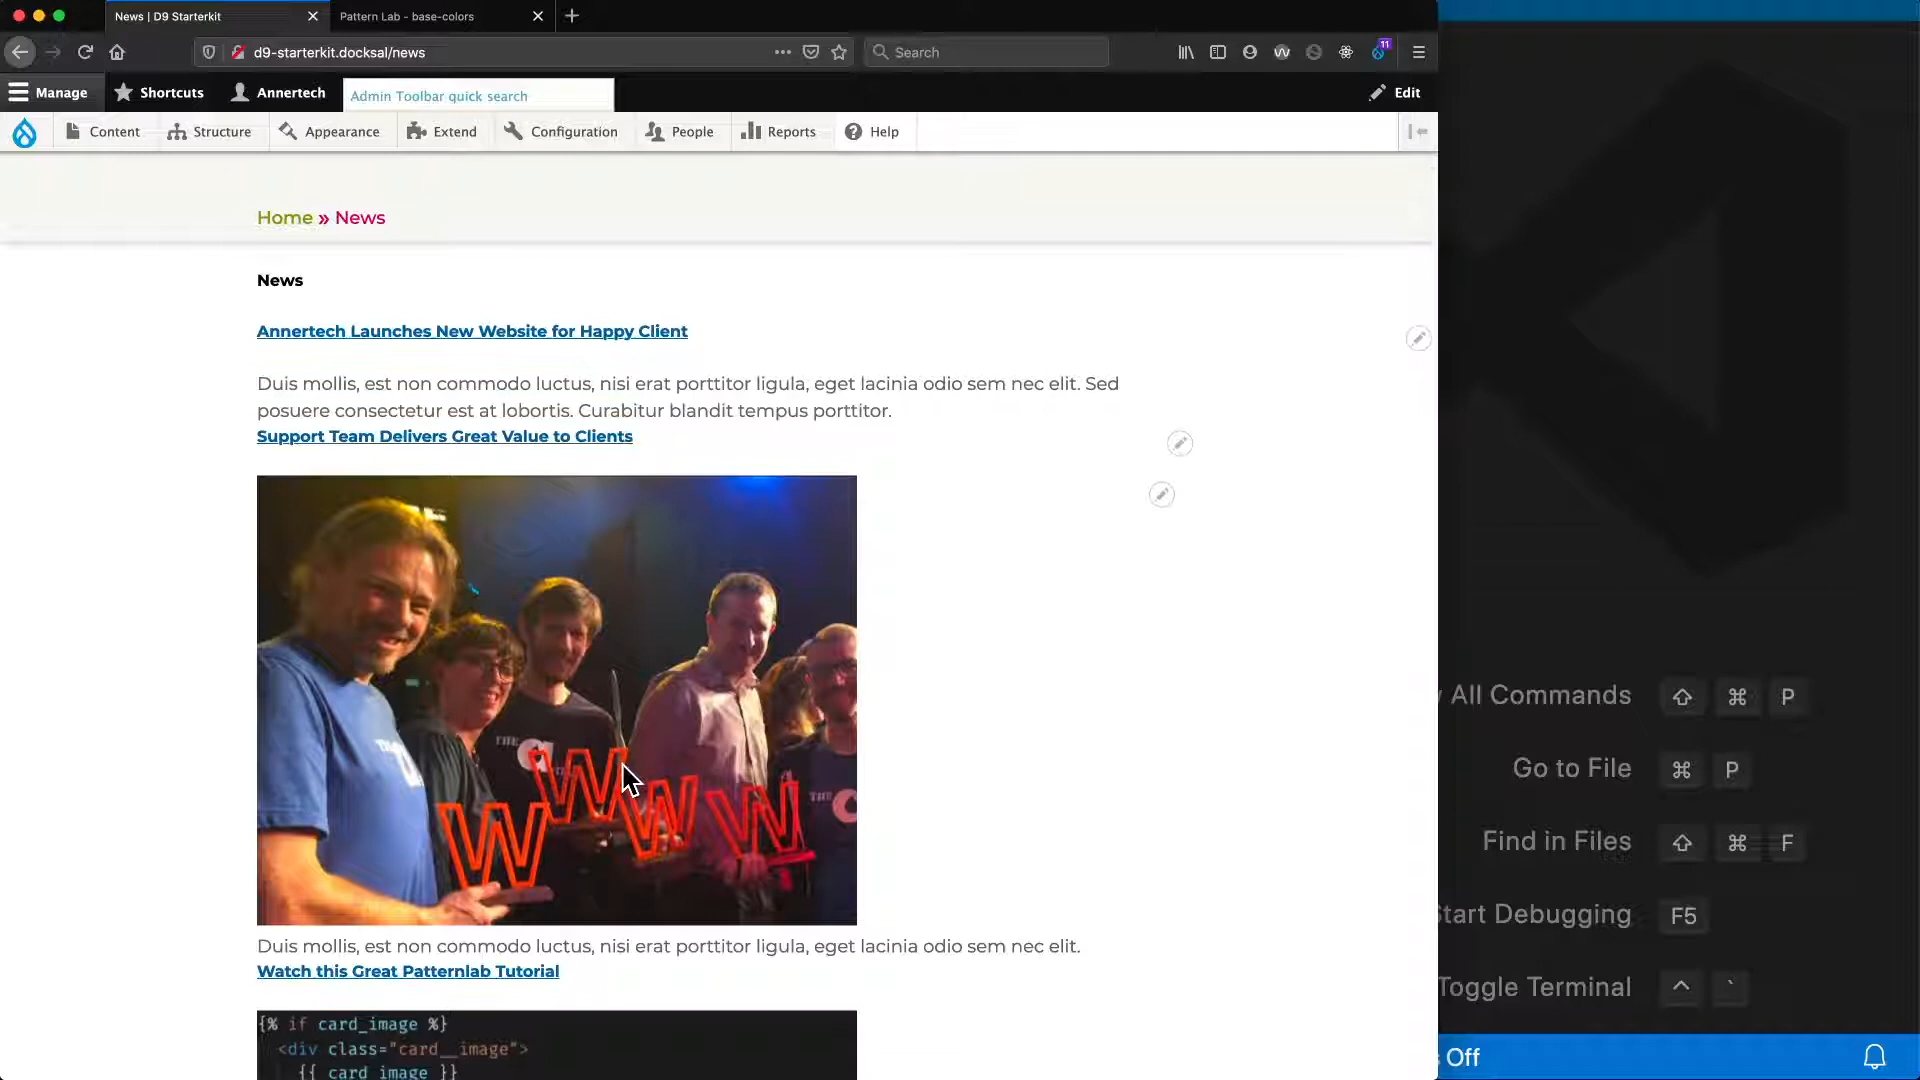 News | D9 Starterkit
Pattern Lab - base-colors
d9-starterkit.docksal/news
Search
11
Manage
Shortcuts
Annertech
Admin Toolbar quick search
Edit
Content
Structure
Appearance
Extend
Configuration
People
Reports
Help
Home » News
News
Annertech Launches New Website for Happy Client
Duis mollis, est non commodo luctus, nisi erat porttitor ligula, eget lacinia odio sem nec elit. Sed
posuere consectetur est at lobortis. Curabitur blandit tempus porttitor.
Support Team Delivers Great Value to Clients
THE
W W W W
THE
Duis mollis, est non commodo luctus, nisi erat porttitor ligula, eget lacinia odio sem nec elit.
Watch this Great Patternlab Tutorial
{% if card_image %}
<div class="card__image">
{{ card_image }}
All Commands ⇧ ⌘ P
Go to File ⌘ P
Find in Files ⇧ ⌘ F
Start Debugging F5
Toggle Terminal ^ `
Off